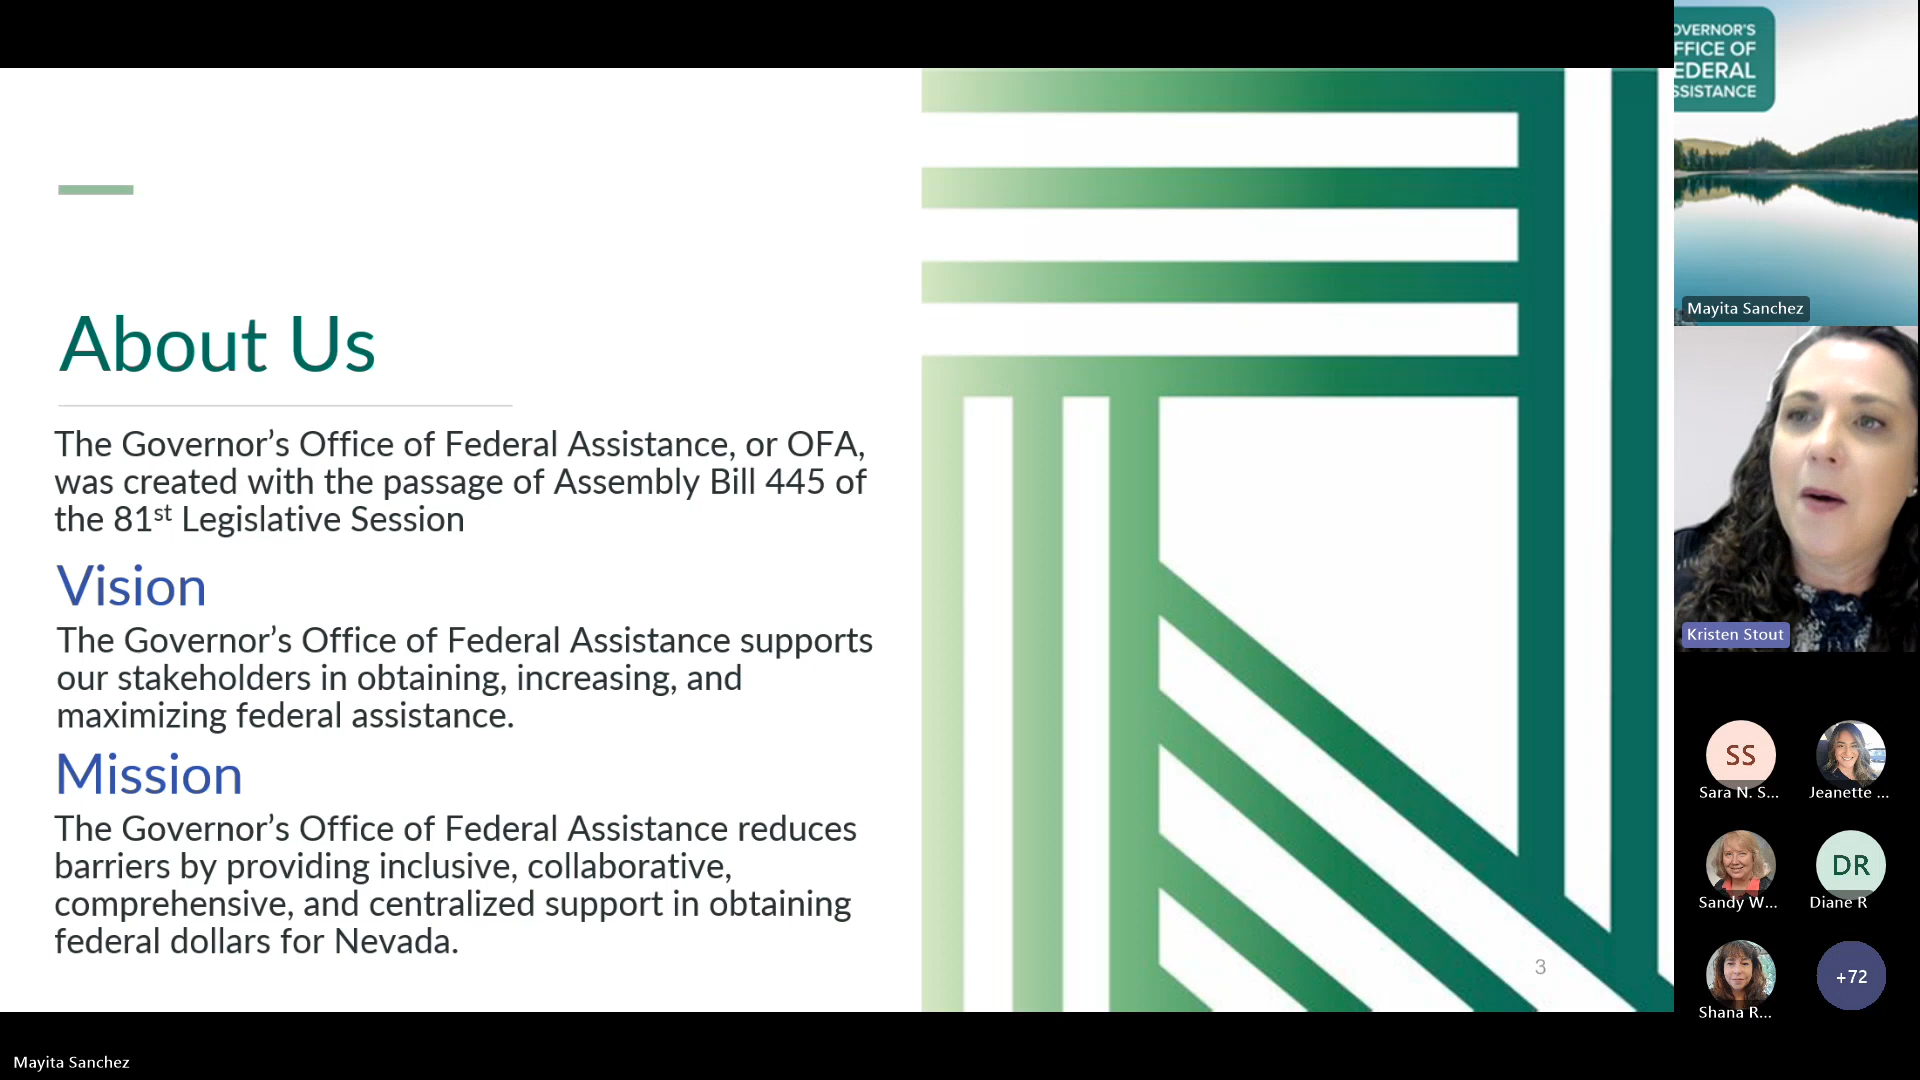 About Us
The Governor’s Office of Federal Assistance, or OFA,
was created with the passage of Assembly Bill 445 of
the 81st Legislative Session
Vision
The Governor’s Office of Federal Assistance supports
our stakeholders in obtaining, increasing, and
maximizing federal assistance.
Mission
The Governor’s Office of Federal Assistance reduces
barriers by providing inclusive, collaborative,
comprehensive, and centralized support in obtaining
federal dollars for Nevada.
3
OVERNOR'S
FFICE OF
EDERAL
SSISTANCE
Mayita Sanchez
Kristen Stout
SS
Sara N. S...
Jeanette ...
Sandy W...
DR
Diane R
Shana R...
+72
Mayita Sanchez